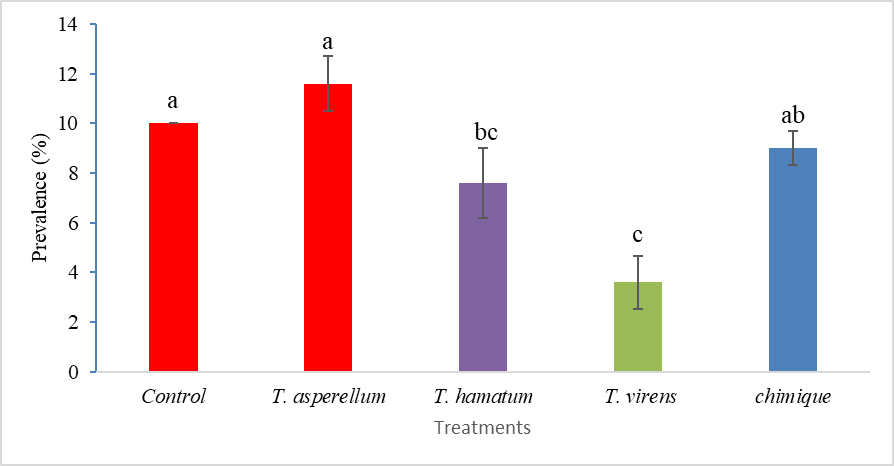 14
12
10
8
6
4
2
0
Prevalence (%)
a
a
bc
c
ab
Control T. asperellum T. hamatum T. virens chimique
Treatments